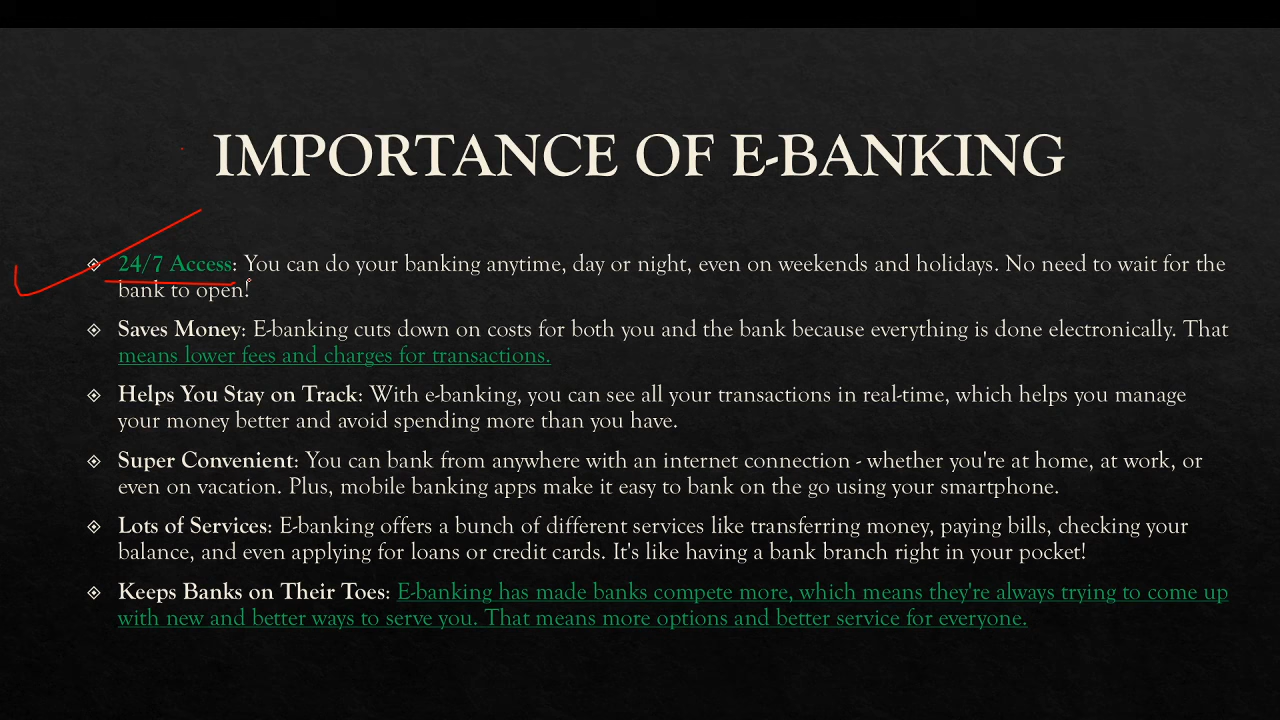 IMPORTANCE OF E-BANKING
24/7 Access: You can do your banking anytime, day or night, even on weekends and holidays. No need to wait for the
bank to open!
Saves Money: E-banking cuts down on costs for both you and the bank because everything is done electronically. That
means lower fees and charges for transactions.
Helps You Stay on Track: With e-banking, you can see all your transactions in real-time, which helps you manage
your money better and avoid spending more than you have.
Super Convenient: You can bank from anywhere with an internet connection - whether you're at home, at work, or
even on vacation. Plus, mobile banking apps make it easy to bank on the go using your smartphone.
Lots of Services: E-banking offers a bunch of different services like transferring money, paying bills, checking your
balance, and even applying for loans or credit cards. It's like having a bank branch right in your pocket!
Keeps Banks on Their Toes: E-banking has made banks compete more, which means they're always trying to come up
with new and better ways to serve you. That means more options and better service for everyone.